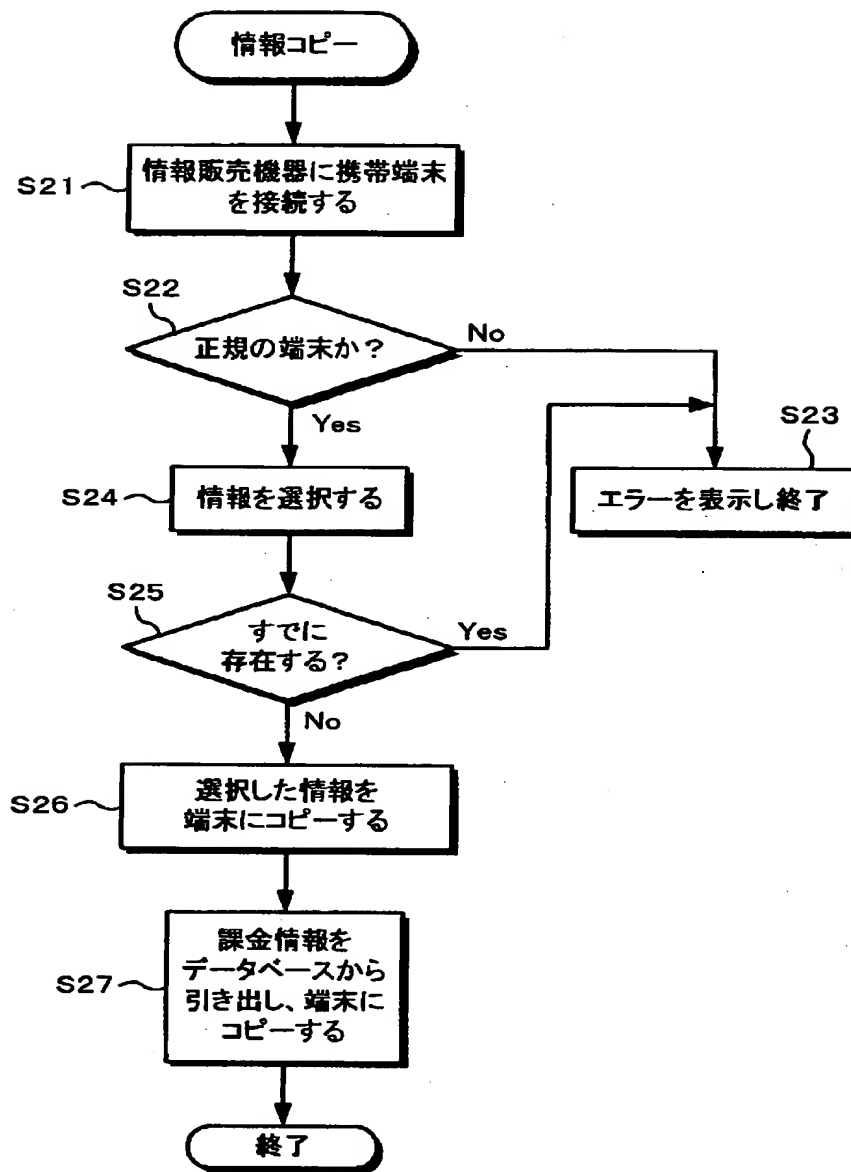 情報コピー
S21
情報販売機器に携帯端末
を接続する
S22
正規の端末か？
No
Yes
S23
エラーを表示し終了
S24
情報を選択する
S25
すでに
存在する？
Yes
No
S26
選択した情報を
端末にコピーする
S27
課金情報を
データベースから
引き出し、端末に
コピーする
終了